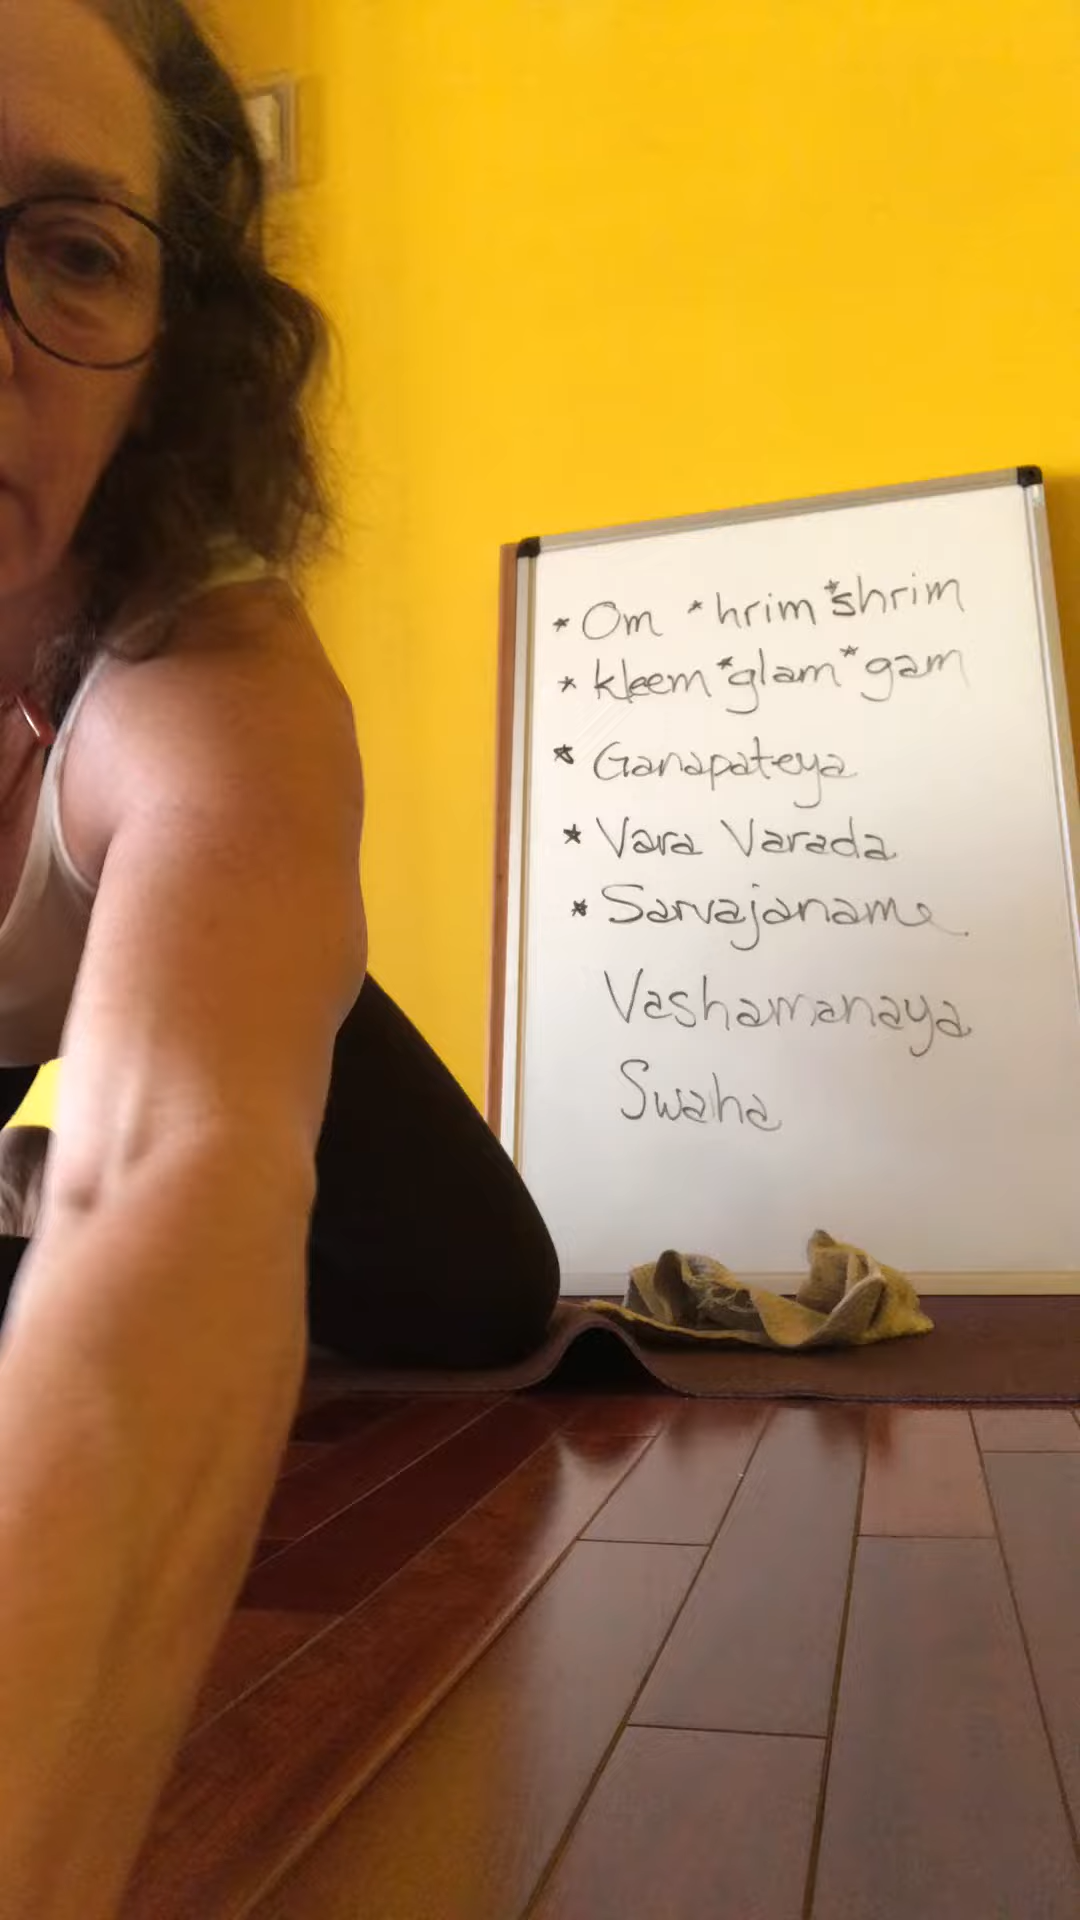 * Om * hrim * shrim
* kleem * glam * gam
* Ganapateya
* Vara Varada
* Sarvajaname
Vashamanaya
Swaha